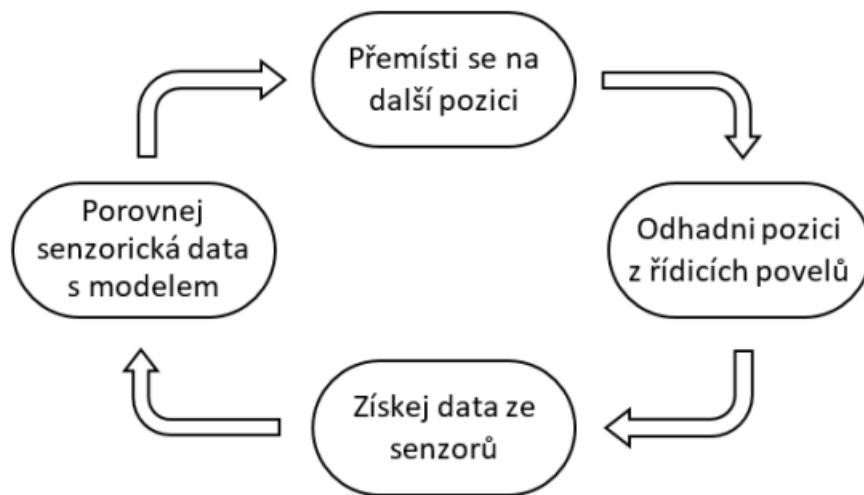 Přemísti se na
další pozici
Odhadni pozici
z řídicích povelů
Získej data ze
senzorů
Porovnej
senzorická data
s modelem